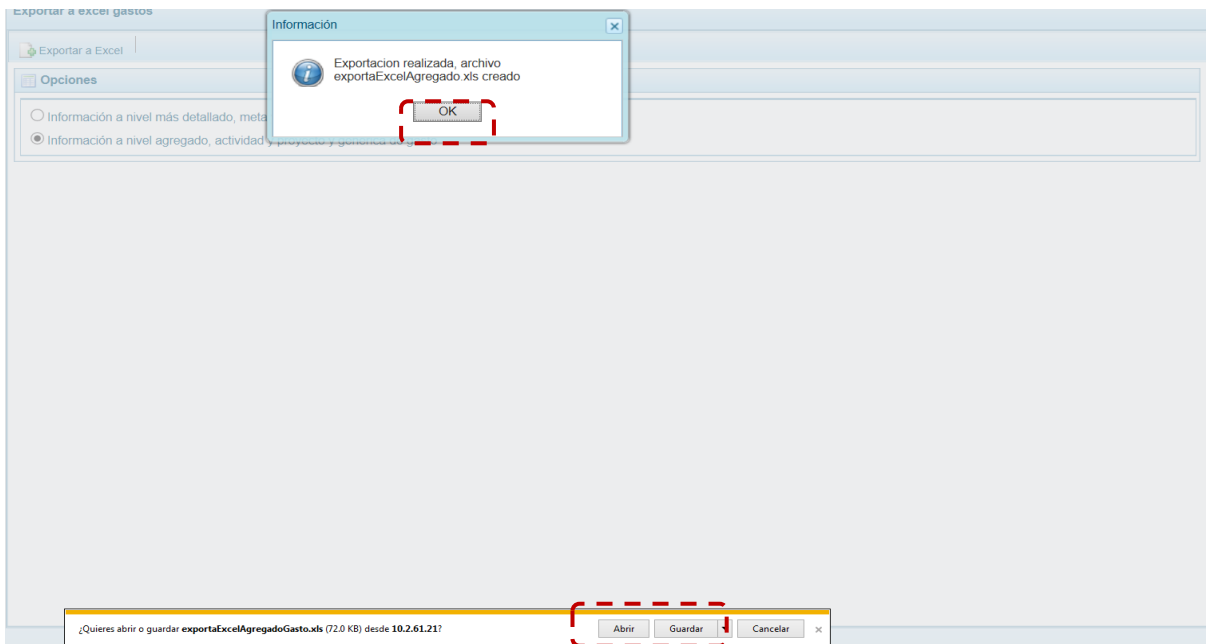 Exportar a excel gastos
Información
Exportar a Excel
Exportacion realizada, archivo
exportaExcelAgregado.xls creado
Opciones
OK
Información a nivel más detallado, meta
Información a nivel agregado, actividad y proyecto y genérica de gasto
¿Quieres abrir o guardar exportaExcelAgregadoGasto.xls (72.0 KB) desde 10.2.61.21?
Abrir
Guardar
Cancelar